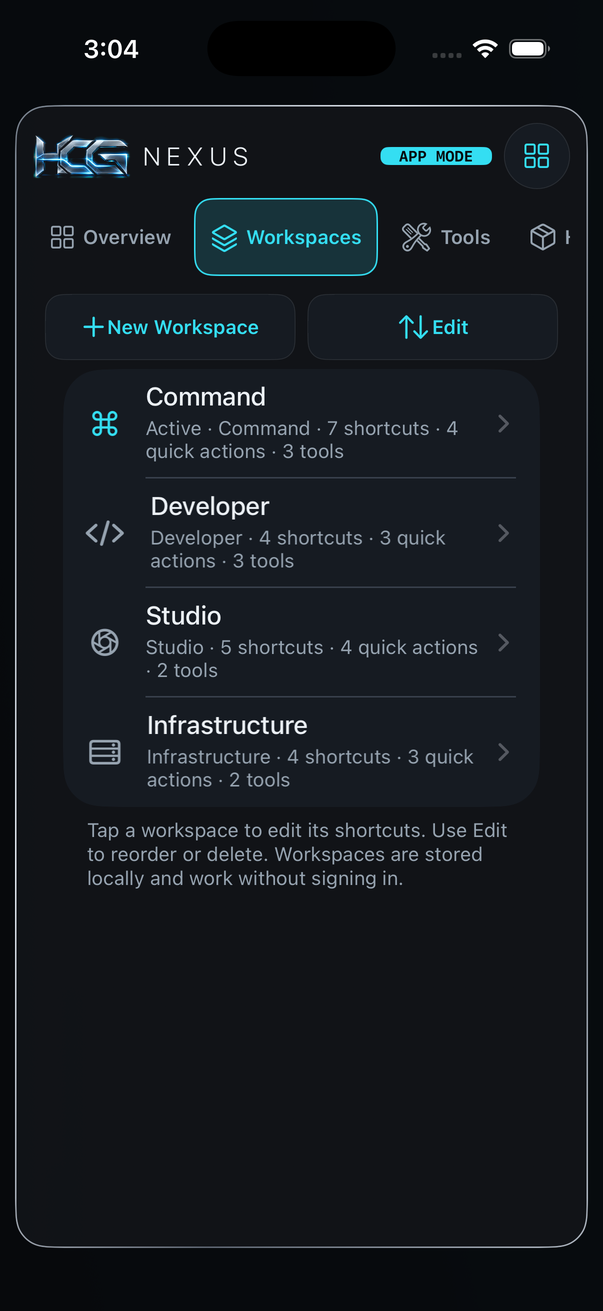 3:04
HCG NEXUS
APP MODE
Overview
Workspaces
Tools
New Workspace
Edit
Command
Active · Command · 7 shortcuts · 4
quick actions · 3 tools
Developer
Developer · 4 shortcuts · 3 quick
actions · 3 tools
Studio
Studio · 5 shortcuts · 4 quick actions
· 2 tools
Infrastructure
Infrastructure · 4 shortcuts · 3 quick
actions · 2 tools
Tap a workspace to edit its shortcuts. Use Edit
to reorder or delete. Workspaces are stored
locally and work without signing in.